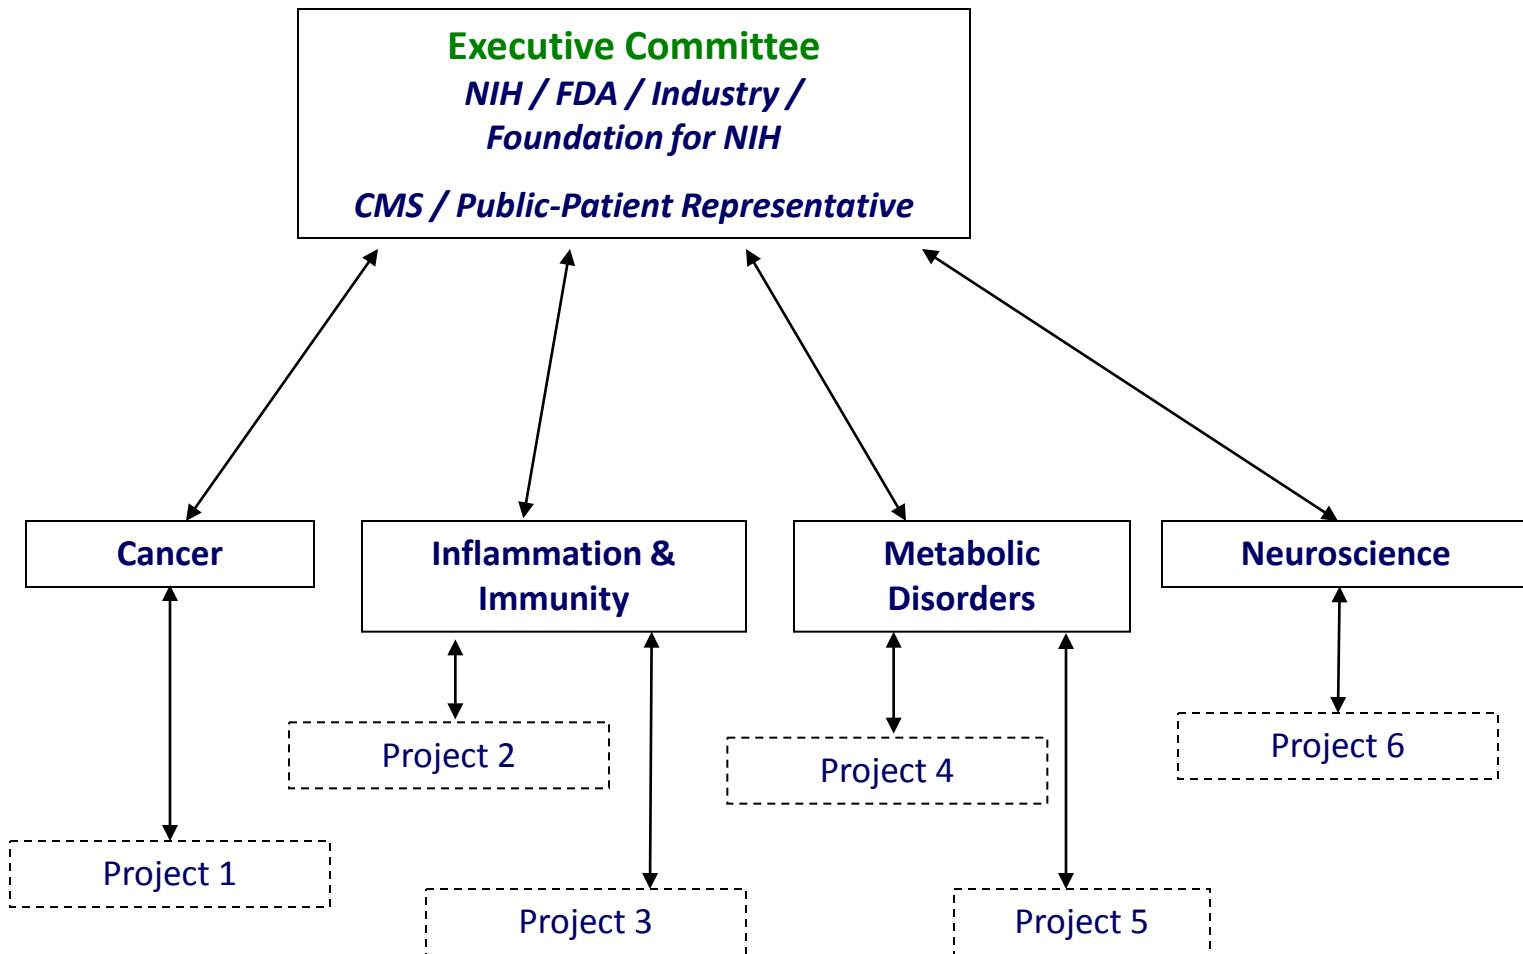 Executive Committee
NIH / FDA / Industry /
Foundation for NIH
CMS / Public-Patient Representative
Cancer
Inflammation &
Immunity
Metabolic
Disorders
Neuroscience
Project 2
Project 4
Project 6
Project 1
Project 3
Project 5